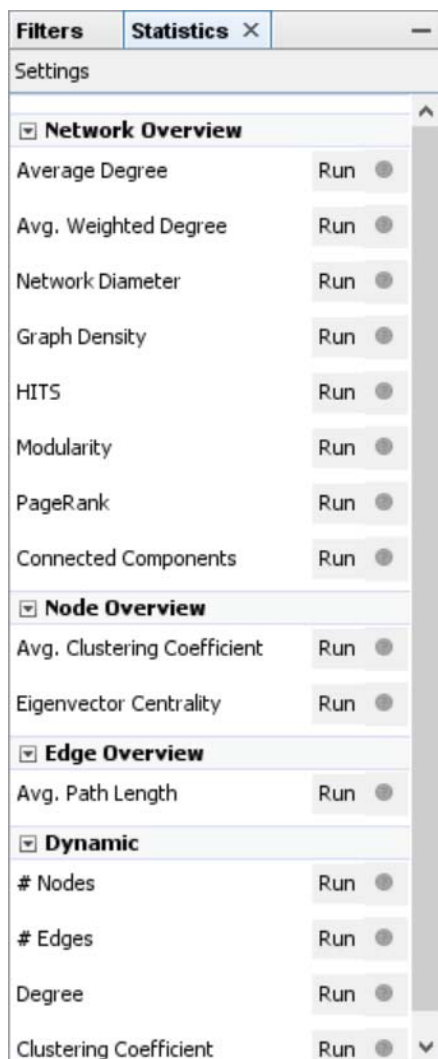 Filters Statistics
Settings
Network Overview
Average Degree Run
Avg. Weighted Degree Run
Network Diameter Run
Graph Density Run
HITS Run
Modularity Run
PageRank Run
Connected Components Run
Node Overview
Avg. Clustering Coefficient Run
Eigenvector Centrality Run
Edge Overview
Avg. Path Length Run
Dynamic
# Nodes Run
# Edges Run
Degree Run
Clustering Coefficient Run